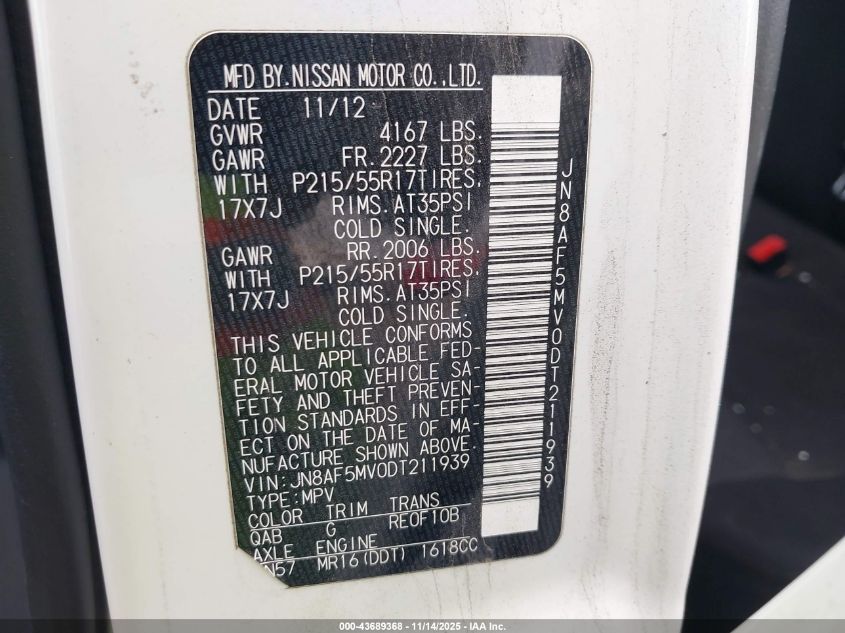 MFD BY.NISSAN MOTOR CO.,LTD.
DATE 11/12
GVWR 4167 LBS.
GAWR FR.2227 LBS.
WITH P215/55R17TIRES.
17X7J RIMS.AT35PSI
COLD SINGLE.
GAWR RR.2006 LBS.
WITH P215/55R17TIRES.
17X7J RIMS.AT35PSI
COLD SINGLE.
THIS VEHICLE CONFORMS
TO ALL APPLICABLE FED-
ERAL MOTOR VEHICLE SA-
FETY AND THEFT PREVEN-
TION STANDARDS IN EFF-
ECT ON THE DATE OF MA-
NUFACTURE SHOWN ABOVE.
VIN:JN8AF5MV0DT211939
TYPE:MPV
COLOR TRIM TRANS
QAB G RE0F10B
AXLE ENGINE
N57 MR16(DDT) 1618CC
JN8AF5MV0DT211939
000-43689368 - 11/14/2025 - IAA Inc.